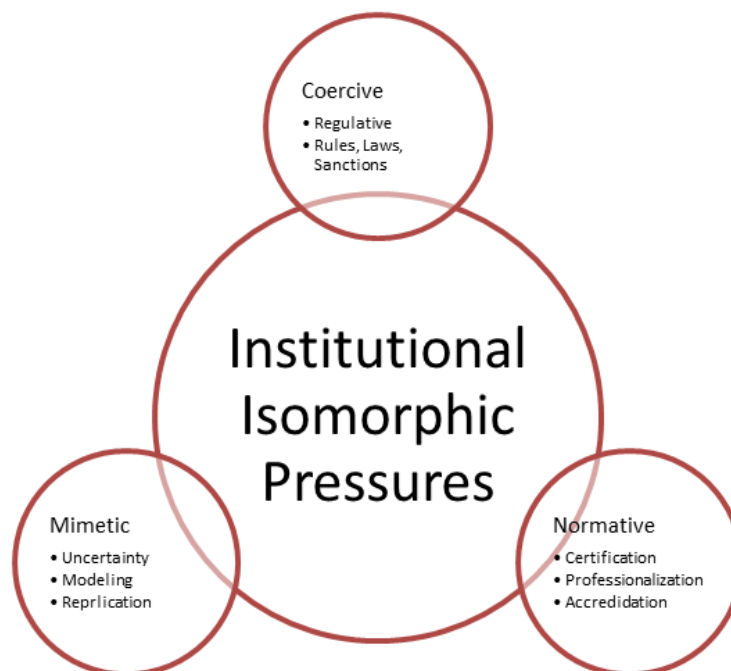 Coercive
• Regulative
• Rules, Laws,
Sanctions
Institutional
Isomorphic
Pressures
Mimetic
• Uncertainty
• Modeling
• Reprlication
Normative
• Certification
• Professionalization
• Accredidation